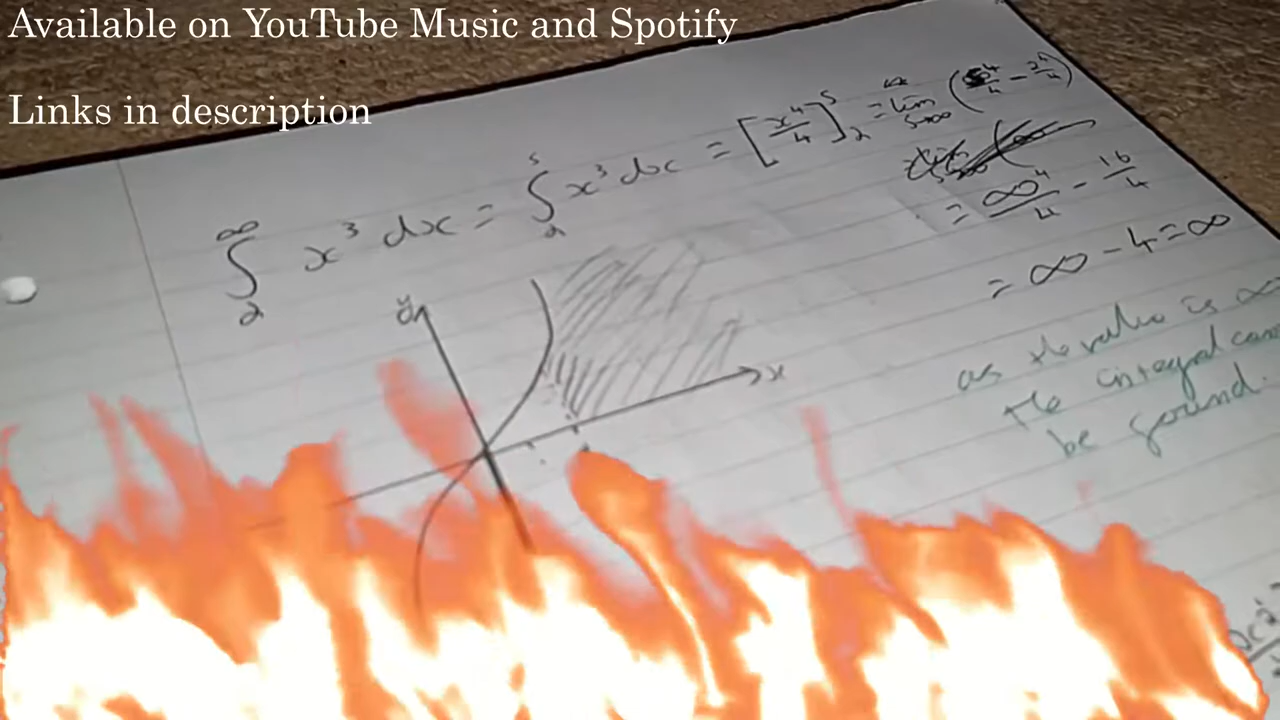 Available on YouTube Music and Spotify
Links in description
∫₂^∞ x³ dx = ∫₂^s x³ dx = [x⁴/4]₂^s = lim s→∞ (s⁴/4 − 2⁴/4)
= ∞⁴/4 − 16/4
= ∞ − 4 = ∞
y
x
as the value is ∞
the integral can
be found.